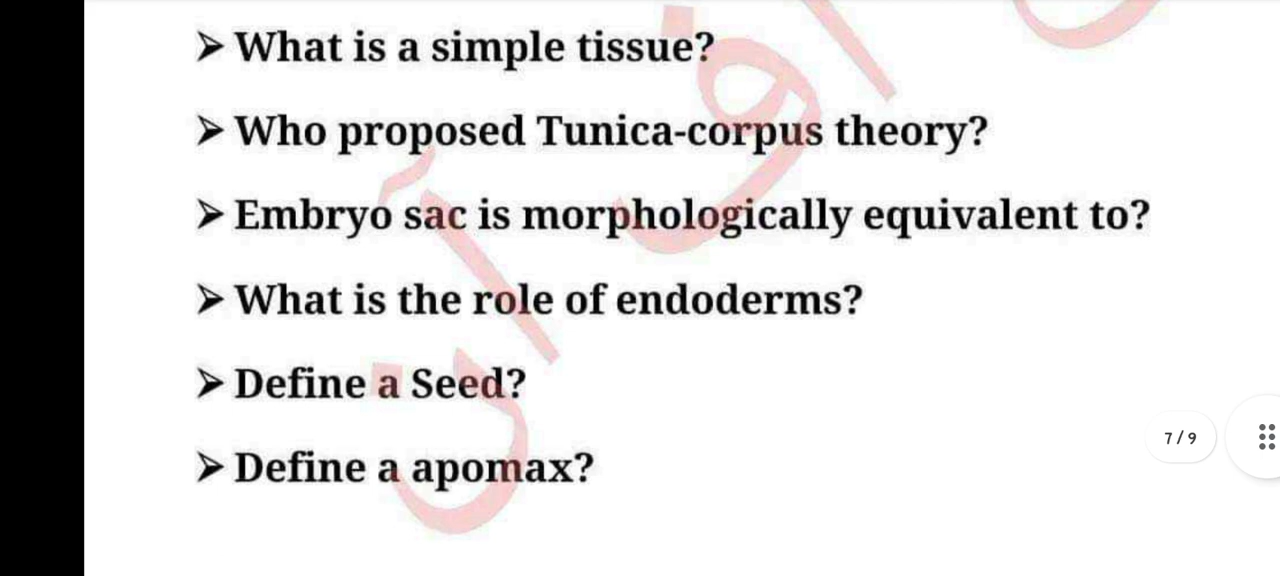 ➤ What is a simple tissue?
➤ Who proposed Tunica-corpus theory?
➤ Embryo sac is morphologically equivalent to?
➤ What is the role of endoderms?
➤ Define a Seed?
➤ Define a apomax?
7/9